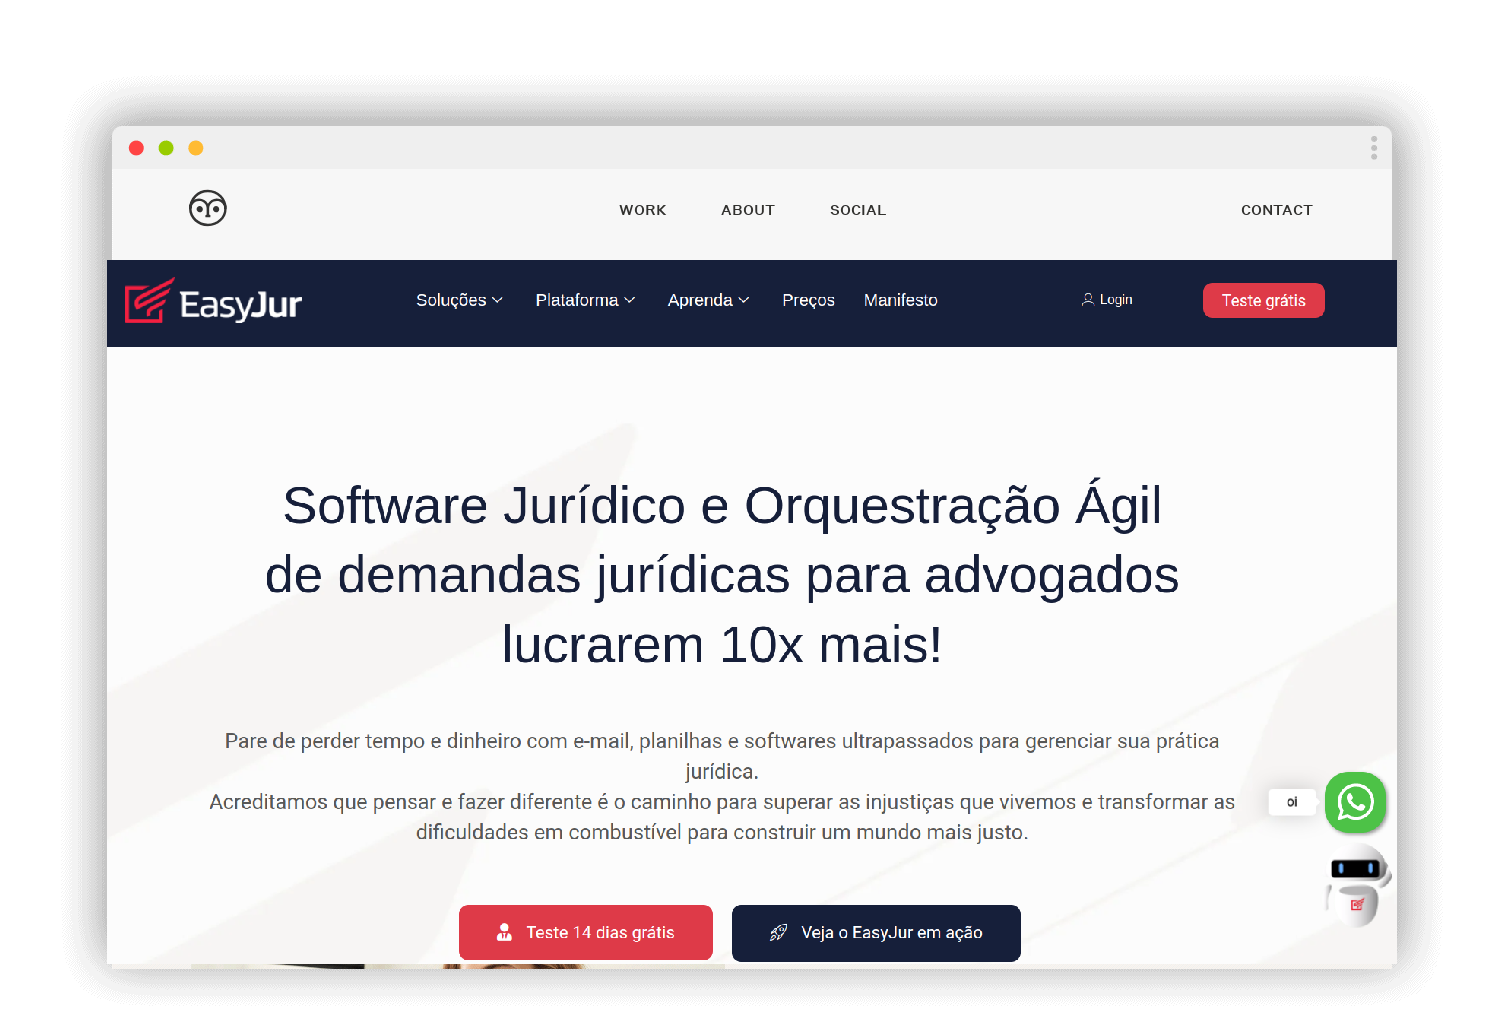 WORK ABOUT SOCIAL CONTACT
EasyJur Soluções Plataforma Aprenda Preços Manifesto Login Teste grátis
Software Jurídico e Orquestração Ágil
de demandas jurídicas para advogados
lucrarem 10x mais!
Pare de perder tempo e dinheiro com e-mail, planilhas e softwares ultrapassados para gerenciar sua prática
jurídica.
Acreditamos que pensar e fazer diferente é o caminho para superar as injustiças que vivemos e transformar as
oi
dificuldades em combustível para construir um mundo mais justo.
Teste 14 dias grátis Veja o EasyJur em ação